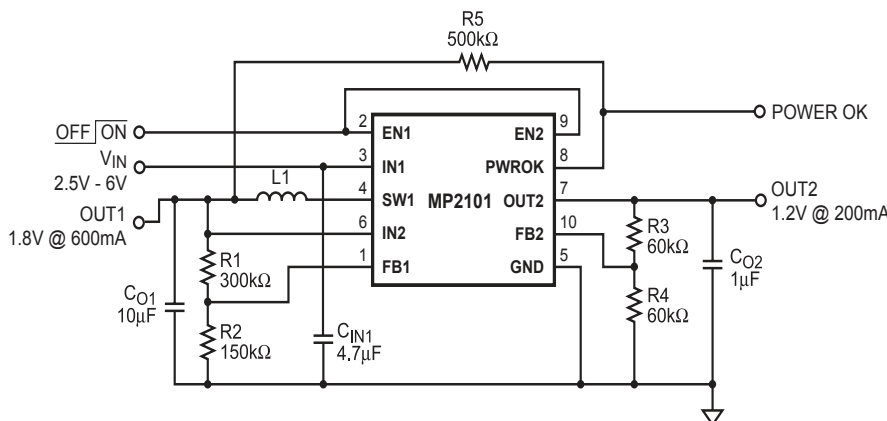 R5
500kΩ
OFF ON
2
EN1
EN2
9
POWER OK
VIN
2.5V - 6V
3
IN1
PWROK
8
L1
4
SW1
MP2101
OUT2
7
OUT2
1.2V @ 200mA
OUT1
1.8V @ 600mA
6
IN2
FB2
10
R3
60kΩ
R1
300kΩ
1
FB1
GND
5
CO2
1µF
CO1
10µF
R2
150kΩ
CIN1
4.7µF
R4
60kΩ